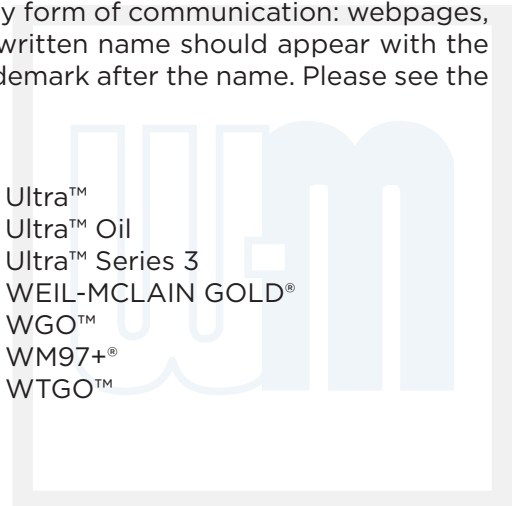 y form of communication: webpages,
written name should appear with the
demark after the name. Please see the
Ultra™
Ultra™ Oil
Ultra™ Series 3
WEIL-MCLAIN GOLD®
WGO™
WM97+®
WTGO™
wm